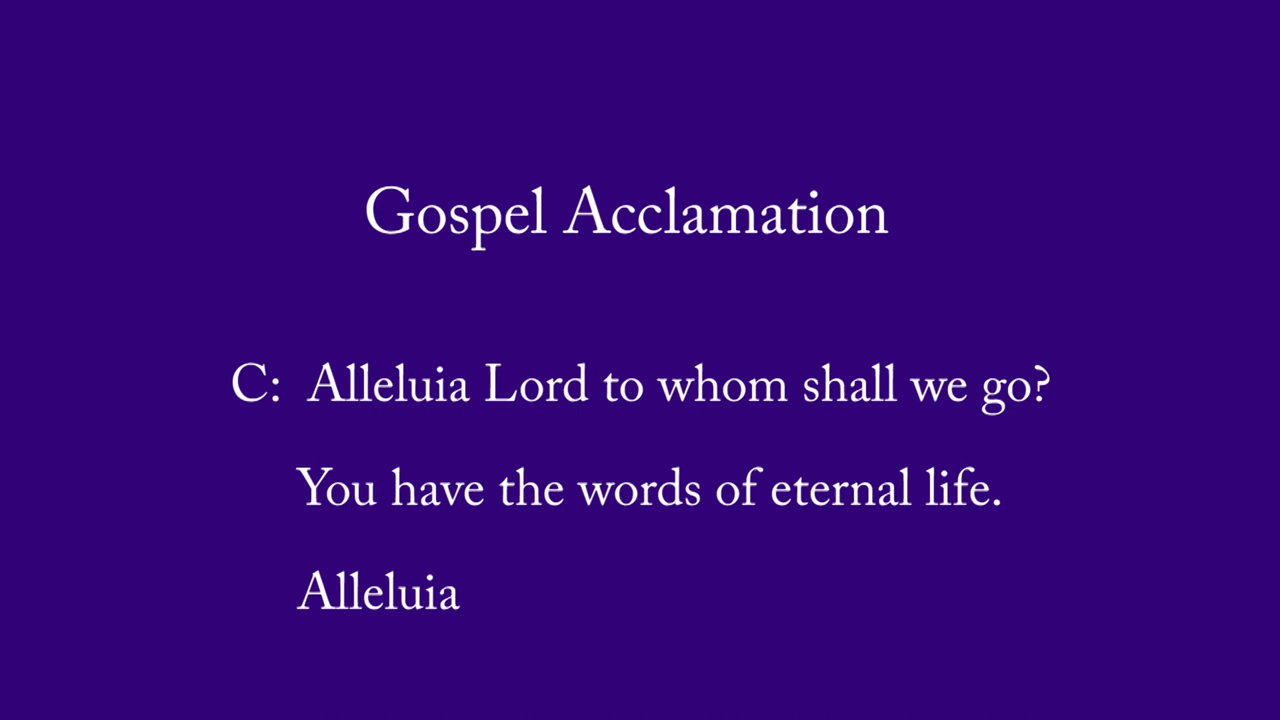 Gospel Acclamation
C: Alleluia Lord to whom shall we go?
You have the words of eternal life.
Alleluia